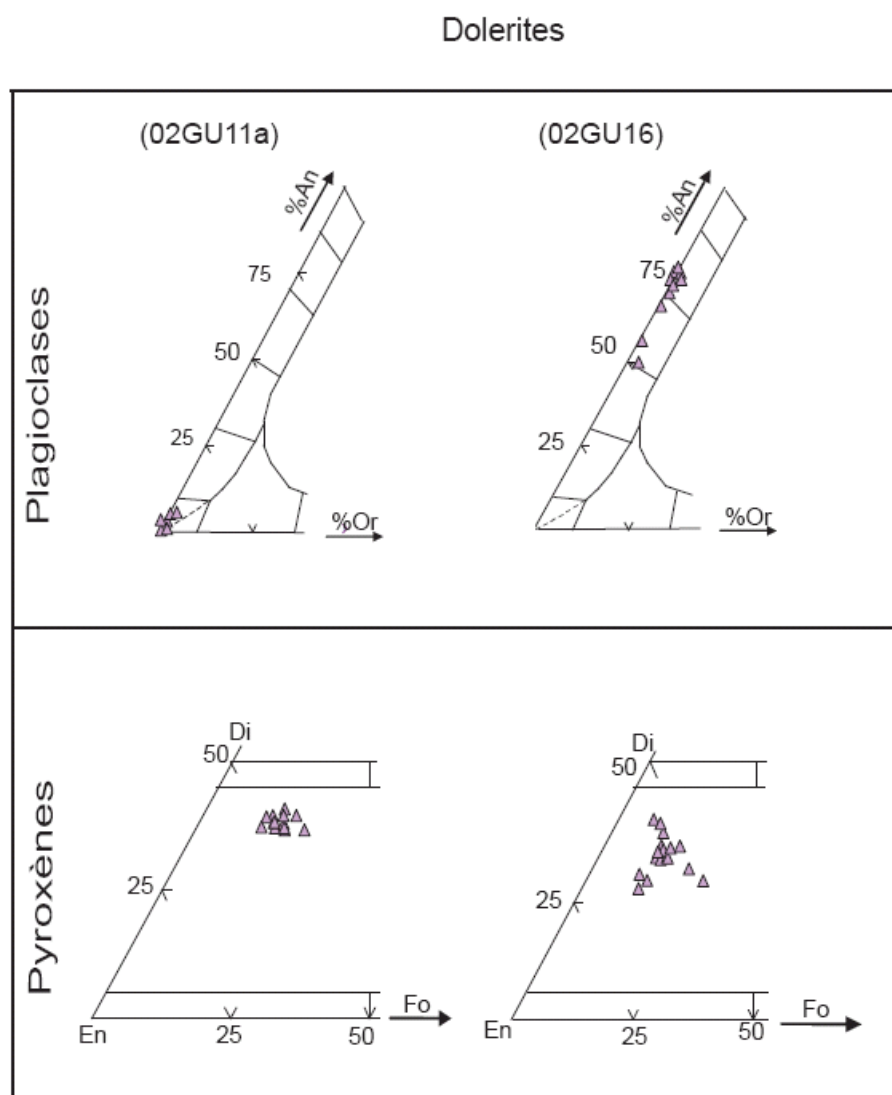 Dolerites
(02GU11a) (02GU16)
Plagioclases
%An %An
75 75
50 50
25 25
%Or %Or
Pyroxènes
Di Di
50 50
25 25
En 25 50 Fo
En 25 50 Fo